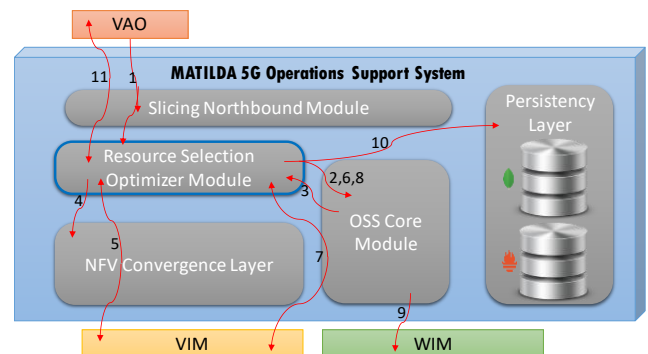 VAO
MATILDA 5G Operations Support System
11
1
Slicing Northbound Module
Persistency
Layer
10
Resource Selection
Optimizer Module
2,6,8
3
4
OSS Core
Module
5
7
NFV Convergence Layer
9
VIM
WIM